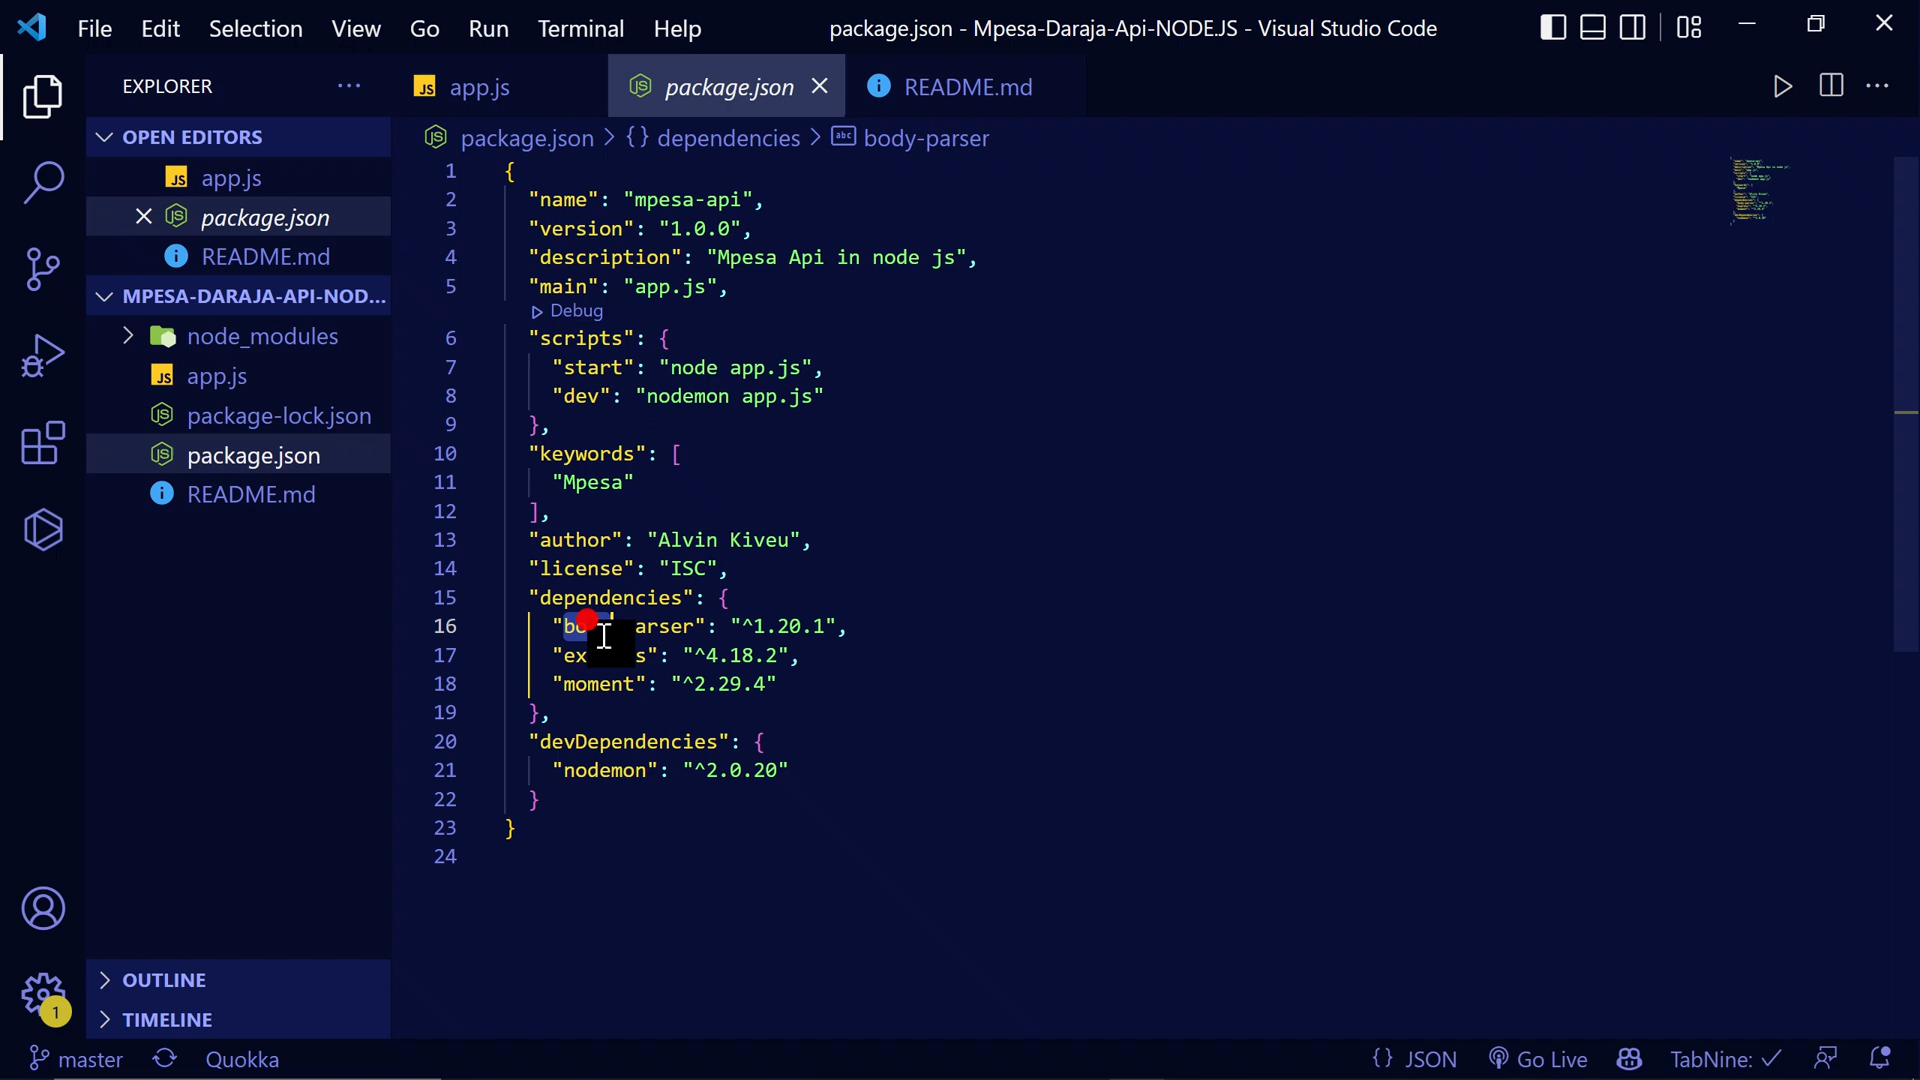 File Edit Selection View Go Run Terminal Help
package.json - Mpesa-Daraja-Api-NODE.JS - Visual Studio Code
EXPLORER
OPEN EDITORS
JS app.js
package.json
README.md
MPESA-DARAJA-API-NOD...
node_modules
JS app.js
package-lock.json
package.json
README.md
OUTLINE
TIMELINE
1
JS app.js
package.json
README.md
package.json > {} dependencies > abc body-parser
1 {
2 "name": "mpesa-api",
3 "version": "1.0.0",
4 "description": "Mpesa Api in node js",
5 "main": "app.js",
Debug
6 "scripts": {
7 "start": "node app.js",
8 "dev": "nodemon app.js"
9 },
10 "keywords": [
11 "Mpesa"
12 ],
13 "author": "Alvin Kiveu",
14 "license": "ISC",
15 "dependencies": {
16 "bo arser": "^1.20.1",
17 "ex s": "^4.18.2",
18 "moment": "^2.29.4"
19 },
20 "devDependencies": {
21 "nodemon": "^2.0.20"
22 }
23 }
24
master Quokka {} JSON Go Live TabNine: ✓